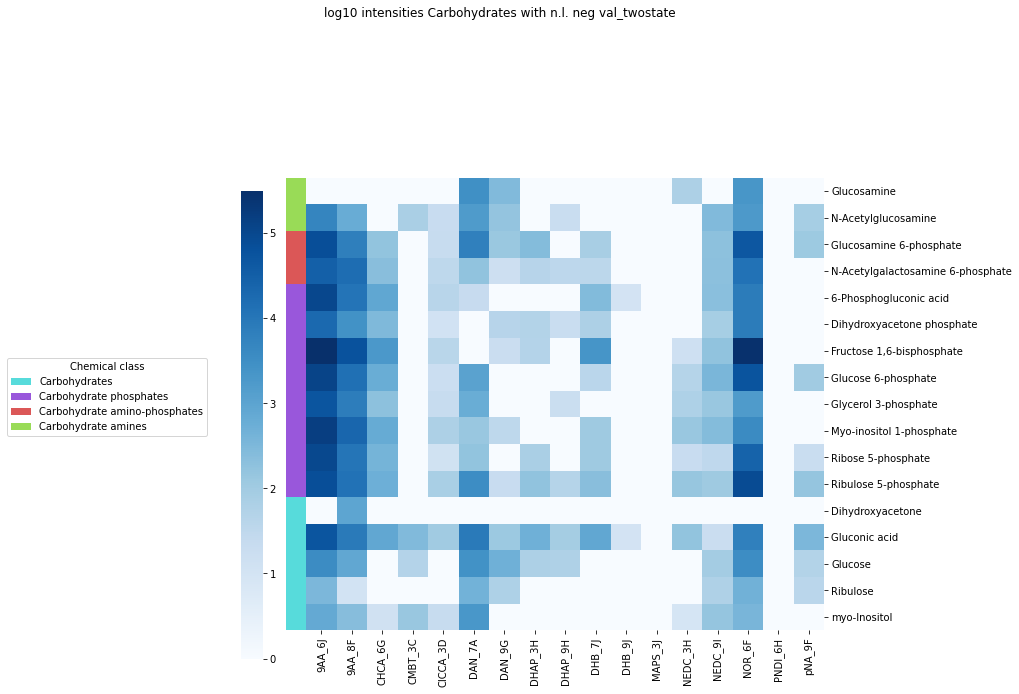 log10 intensities Carbohydrates with n.l. neg val_twostate
Chemical class
Carbohydrates
Carbohydrate phosphates
Carbohydrate amino-phosphates
Carbohydrate amines
5
4
3
2
1
0
Glucosamine
N-Acetylglucosamine
Glucosamine 6-phosphate
N-Acetylgalactosamine 6-phosphate
6-Phosphogluconic acid
Dihydroxyacetone phosphate
Fructose 1,6-bisphosphate
Glucose 6-phosphate
Glycerol 3-phosphate
Myo-inositol 1-phosphate
Ribose 5-phosphate
Ribulose 5-phosphate
Dihydroxyacetone
Gluconic acid
Glucose
Ribulose
myo-Inositol
9AA_6J
9AA_8F
CHCA_6G
CMBT_3C
ClCCA_3D
DAN_7A
DAN_9G
DHAP_3H
DHAP_9H
DHB_7J
DHB_9J
MAPS_3J
NEDC_3H
NEDC_9I
NOR_6F
PNDI_6H
pNA_9F